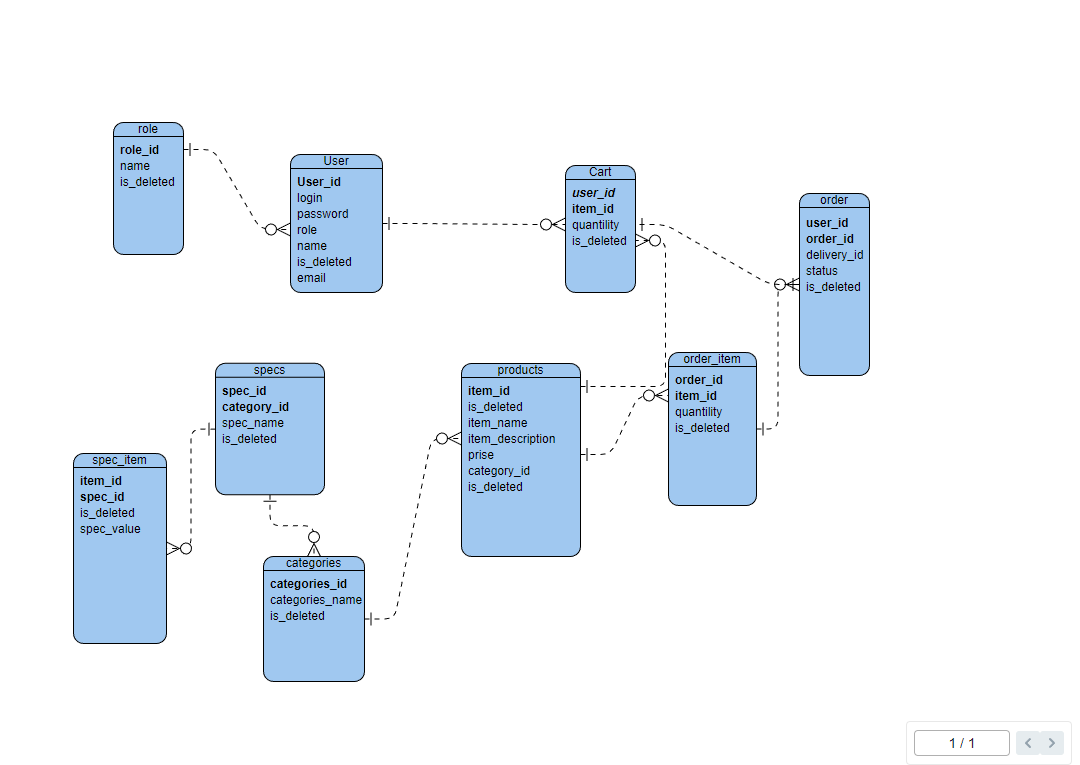 role
role_id
name
is_deleted
User
User_id
login
password
role
name
is_deleted
email
Cart
user_id
item_id
quantility
is_deleted
order
user_id
order_id
delivery_id
status
is_deleted
specs
spec_id
category_id
spec_name
is_deleted
products
item_id
is_deleted
item_name
item_description
prise
category_id
is_deleted
order_item
order_id
item_id
quantility
is_deleted
spec_item
item_id
spec_id
is_deleted
spec_value
categories
categories_id
categories_name
is_deleted
1 / 1